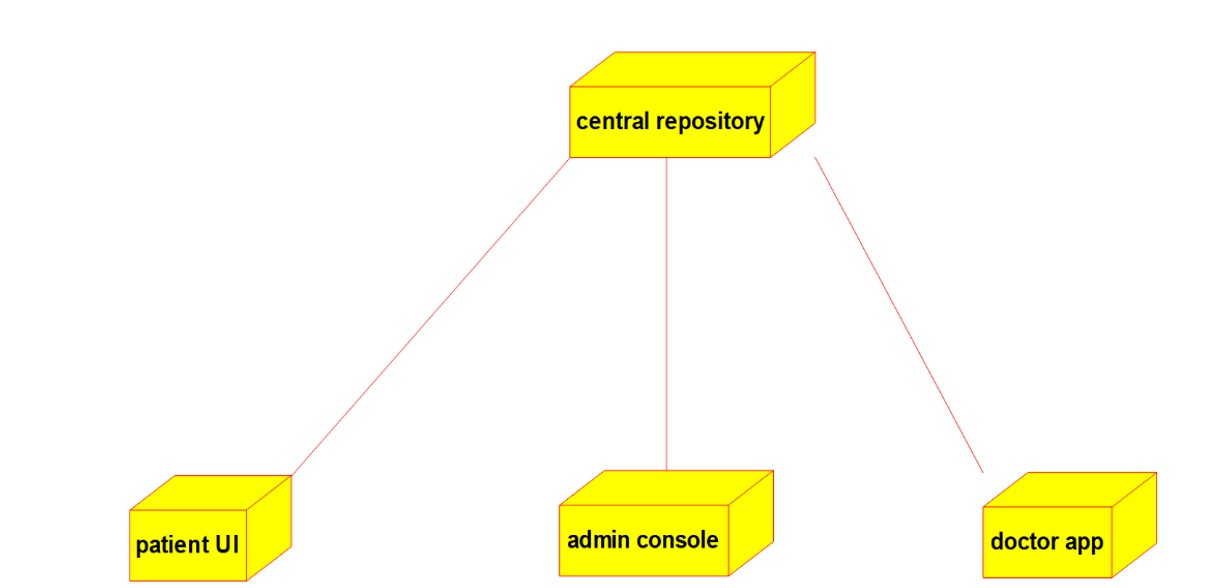 central repository
patient UI
admin console
doctor app